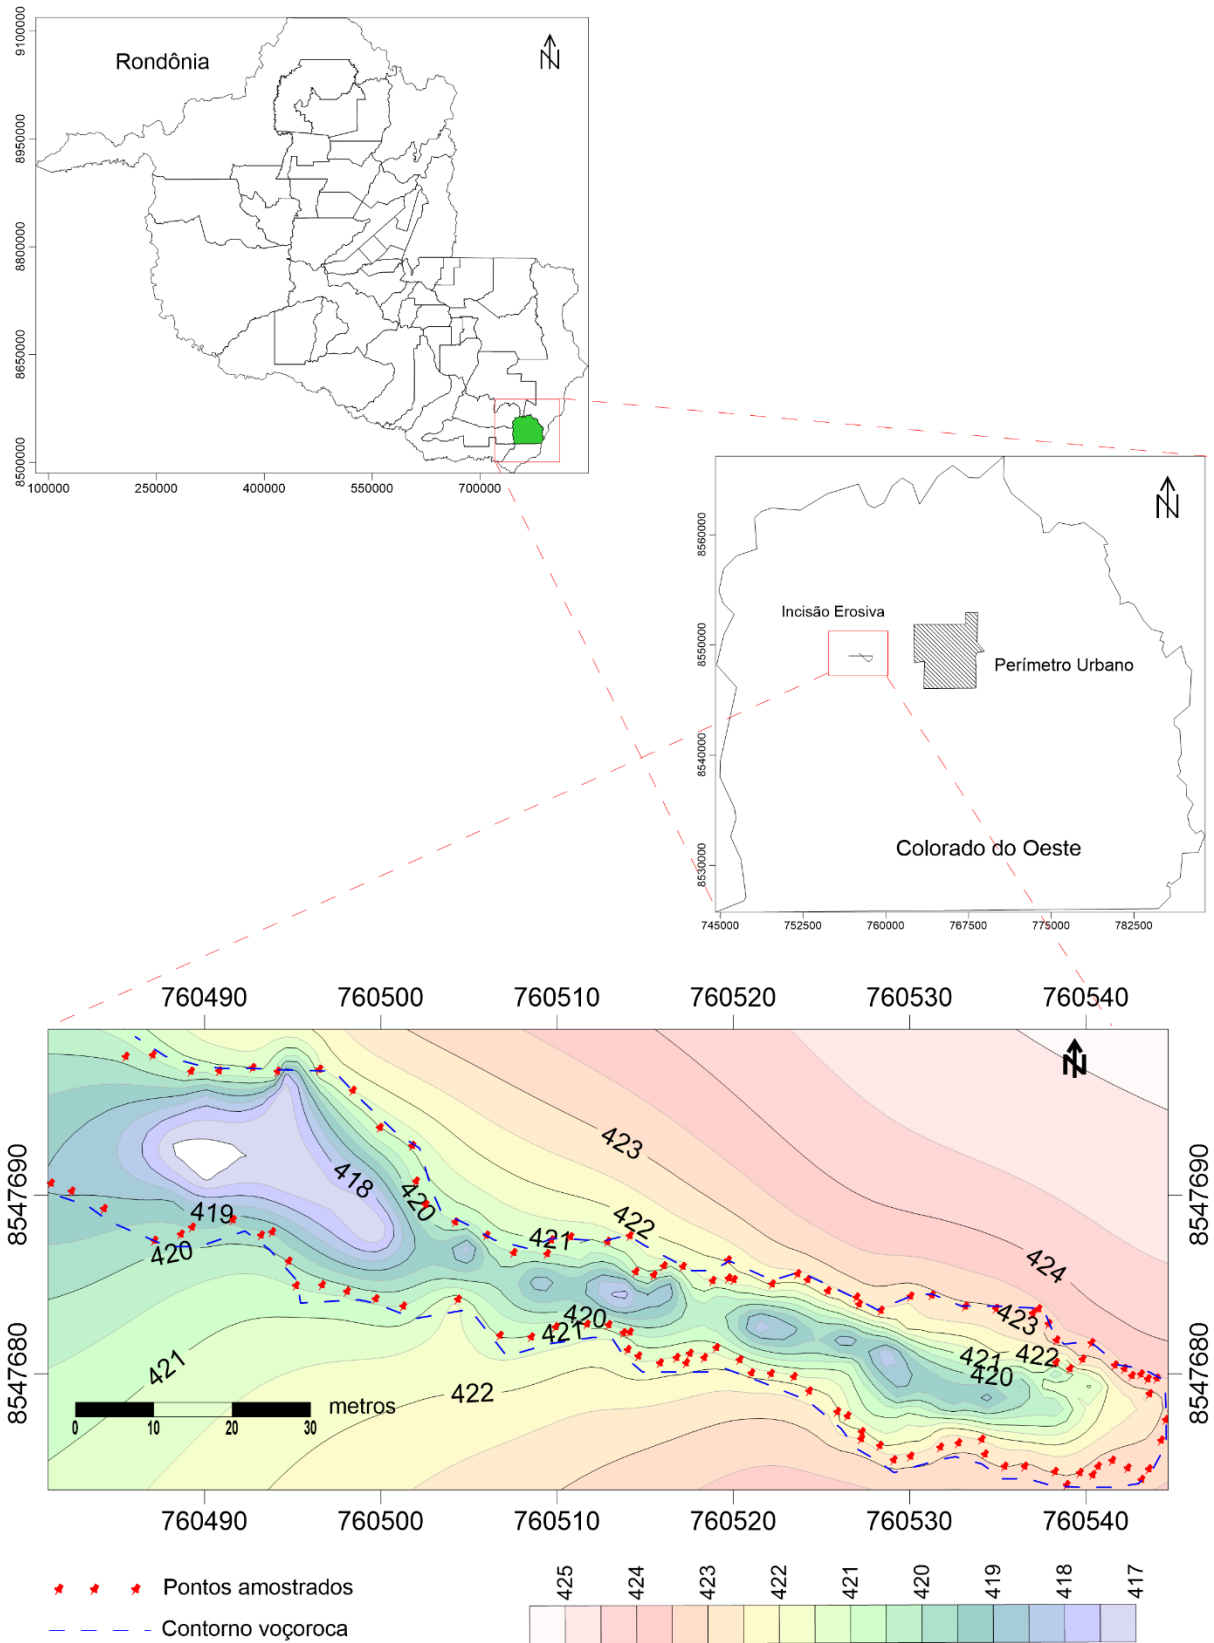 Rondônia
N
9100000
8950000
8800000
8650000
8500000
100000 250000 400000 550000 700000
N
8560000
8550000
8540000
8530000
Incisão Erosiva
Perímetro Urbano
Colorado do Oeste
745000 752500 760000 767500 775000 782500
760490 760500 760510 760520 760530 760540
N
8547690
8547680
8547690
8547680
423
418
420
419
422
421
424
420
420
423
421
421
422
420
421
422
metros
0 10 20 30
760490 760500 760510 760520 760530 760540
Pontos amostrados
Contorno voçoroca
425 424 423 422 421 420 419 418 417